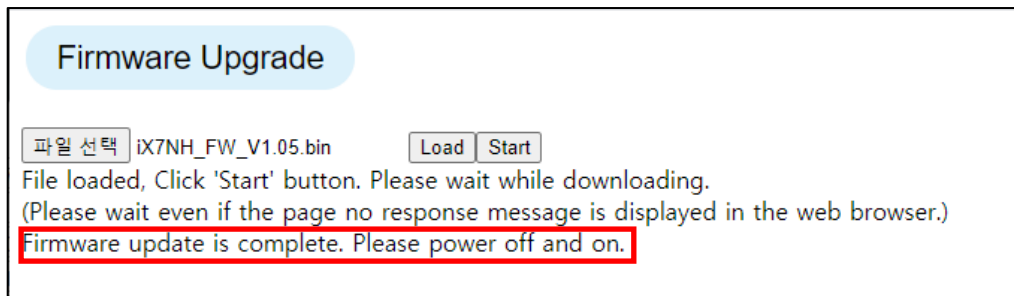 Firmware Upgrade
파일 선택 iX7NH_FW_V1.05.bin Load Start
File loaded, Click 'Start' button. Please wait while downloading.
(Please wait even if the page no response message is displayed in the web browser.)
Firmware update is complete. Please power off and on.